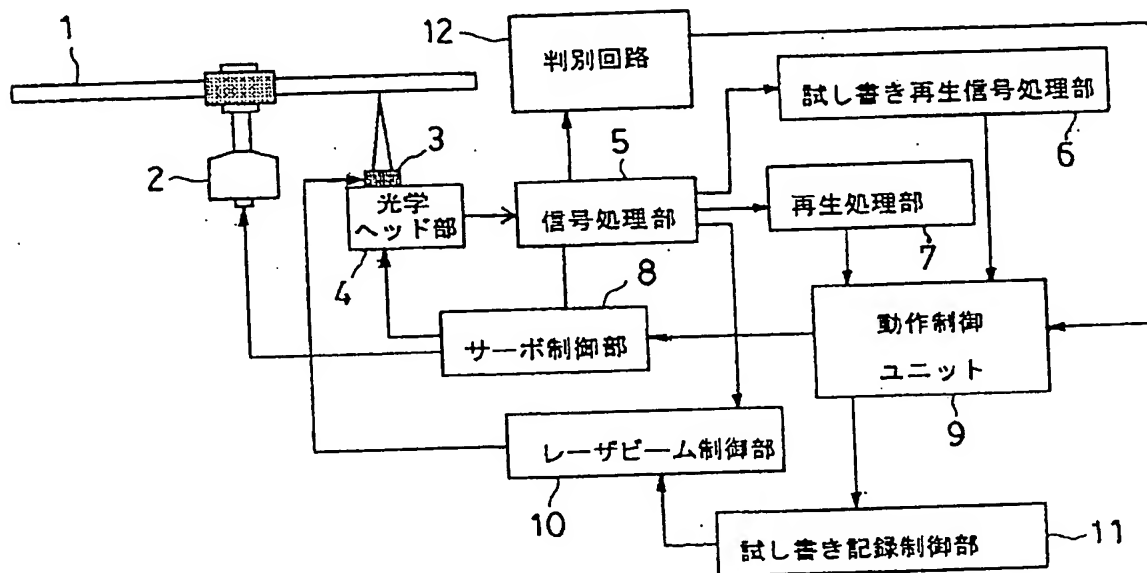 12
判別回路
1
試し書き再生信号処理部
6
3
5
2
光学
ヘッド部
4
信号処理部
再生処理部
7
8
サーボ制御部
動作制御
ユニット
9
レーザビーム制御部
10
試し書き記録制御部
11